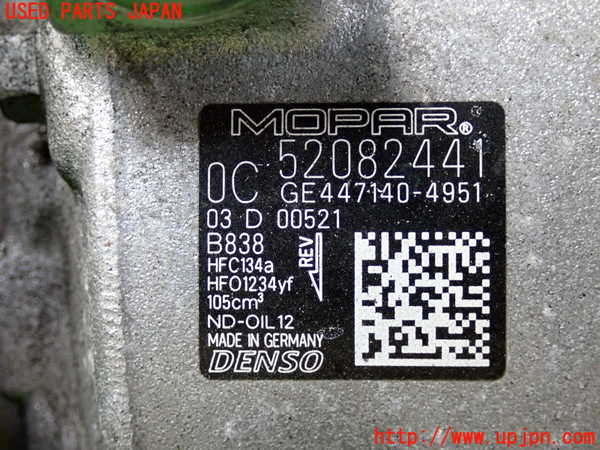 USED PARTS JAPAN
MOPAR®
0C 52082441
GE447140-4951
03 D 00521
B838
REV
HFC134a
HFO1234yf
105cm³
ND-OIL12
MADE IN GERMANY
DENSO
http://www.upjpn.com/